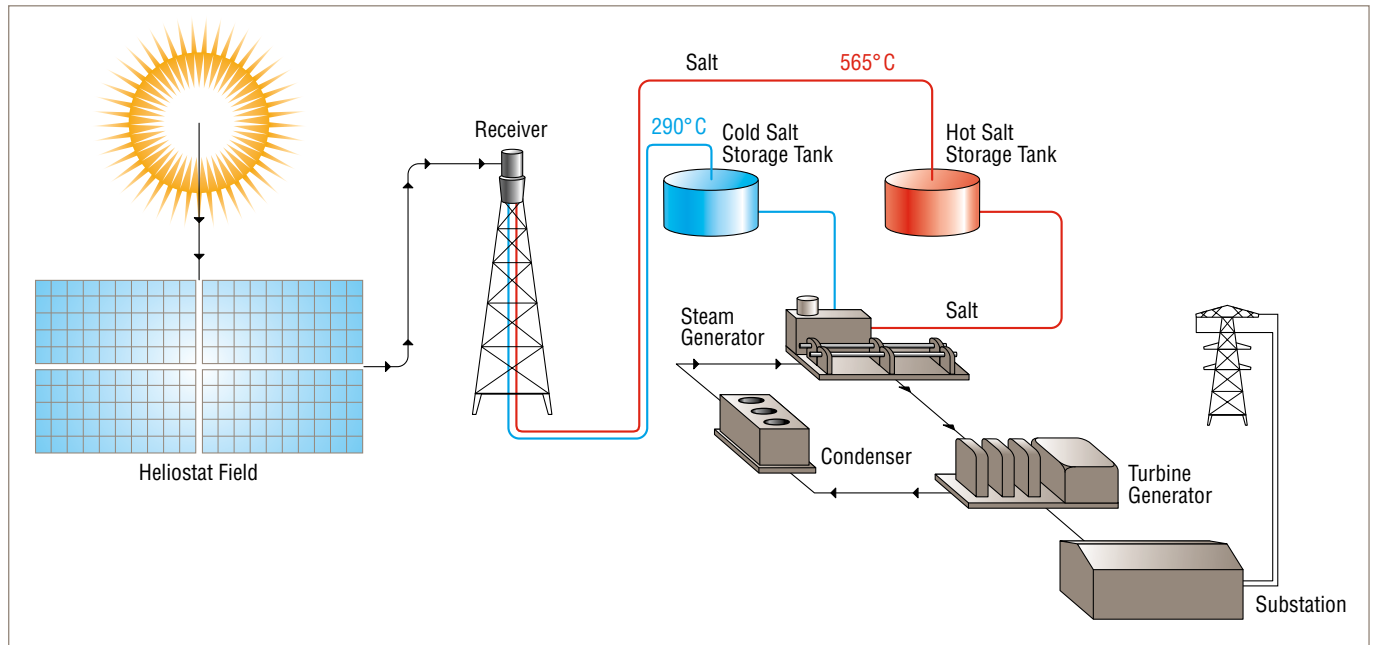 Salt
565°C
Receiver
290°C
Cold Salt
Storage Tank
Hot Salt
Storage Tank
Steam
Generator
Salt
Heliostat Field
Condenser
Turbine
Generator
Substation